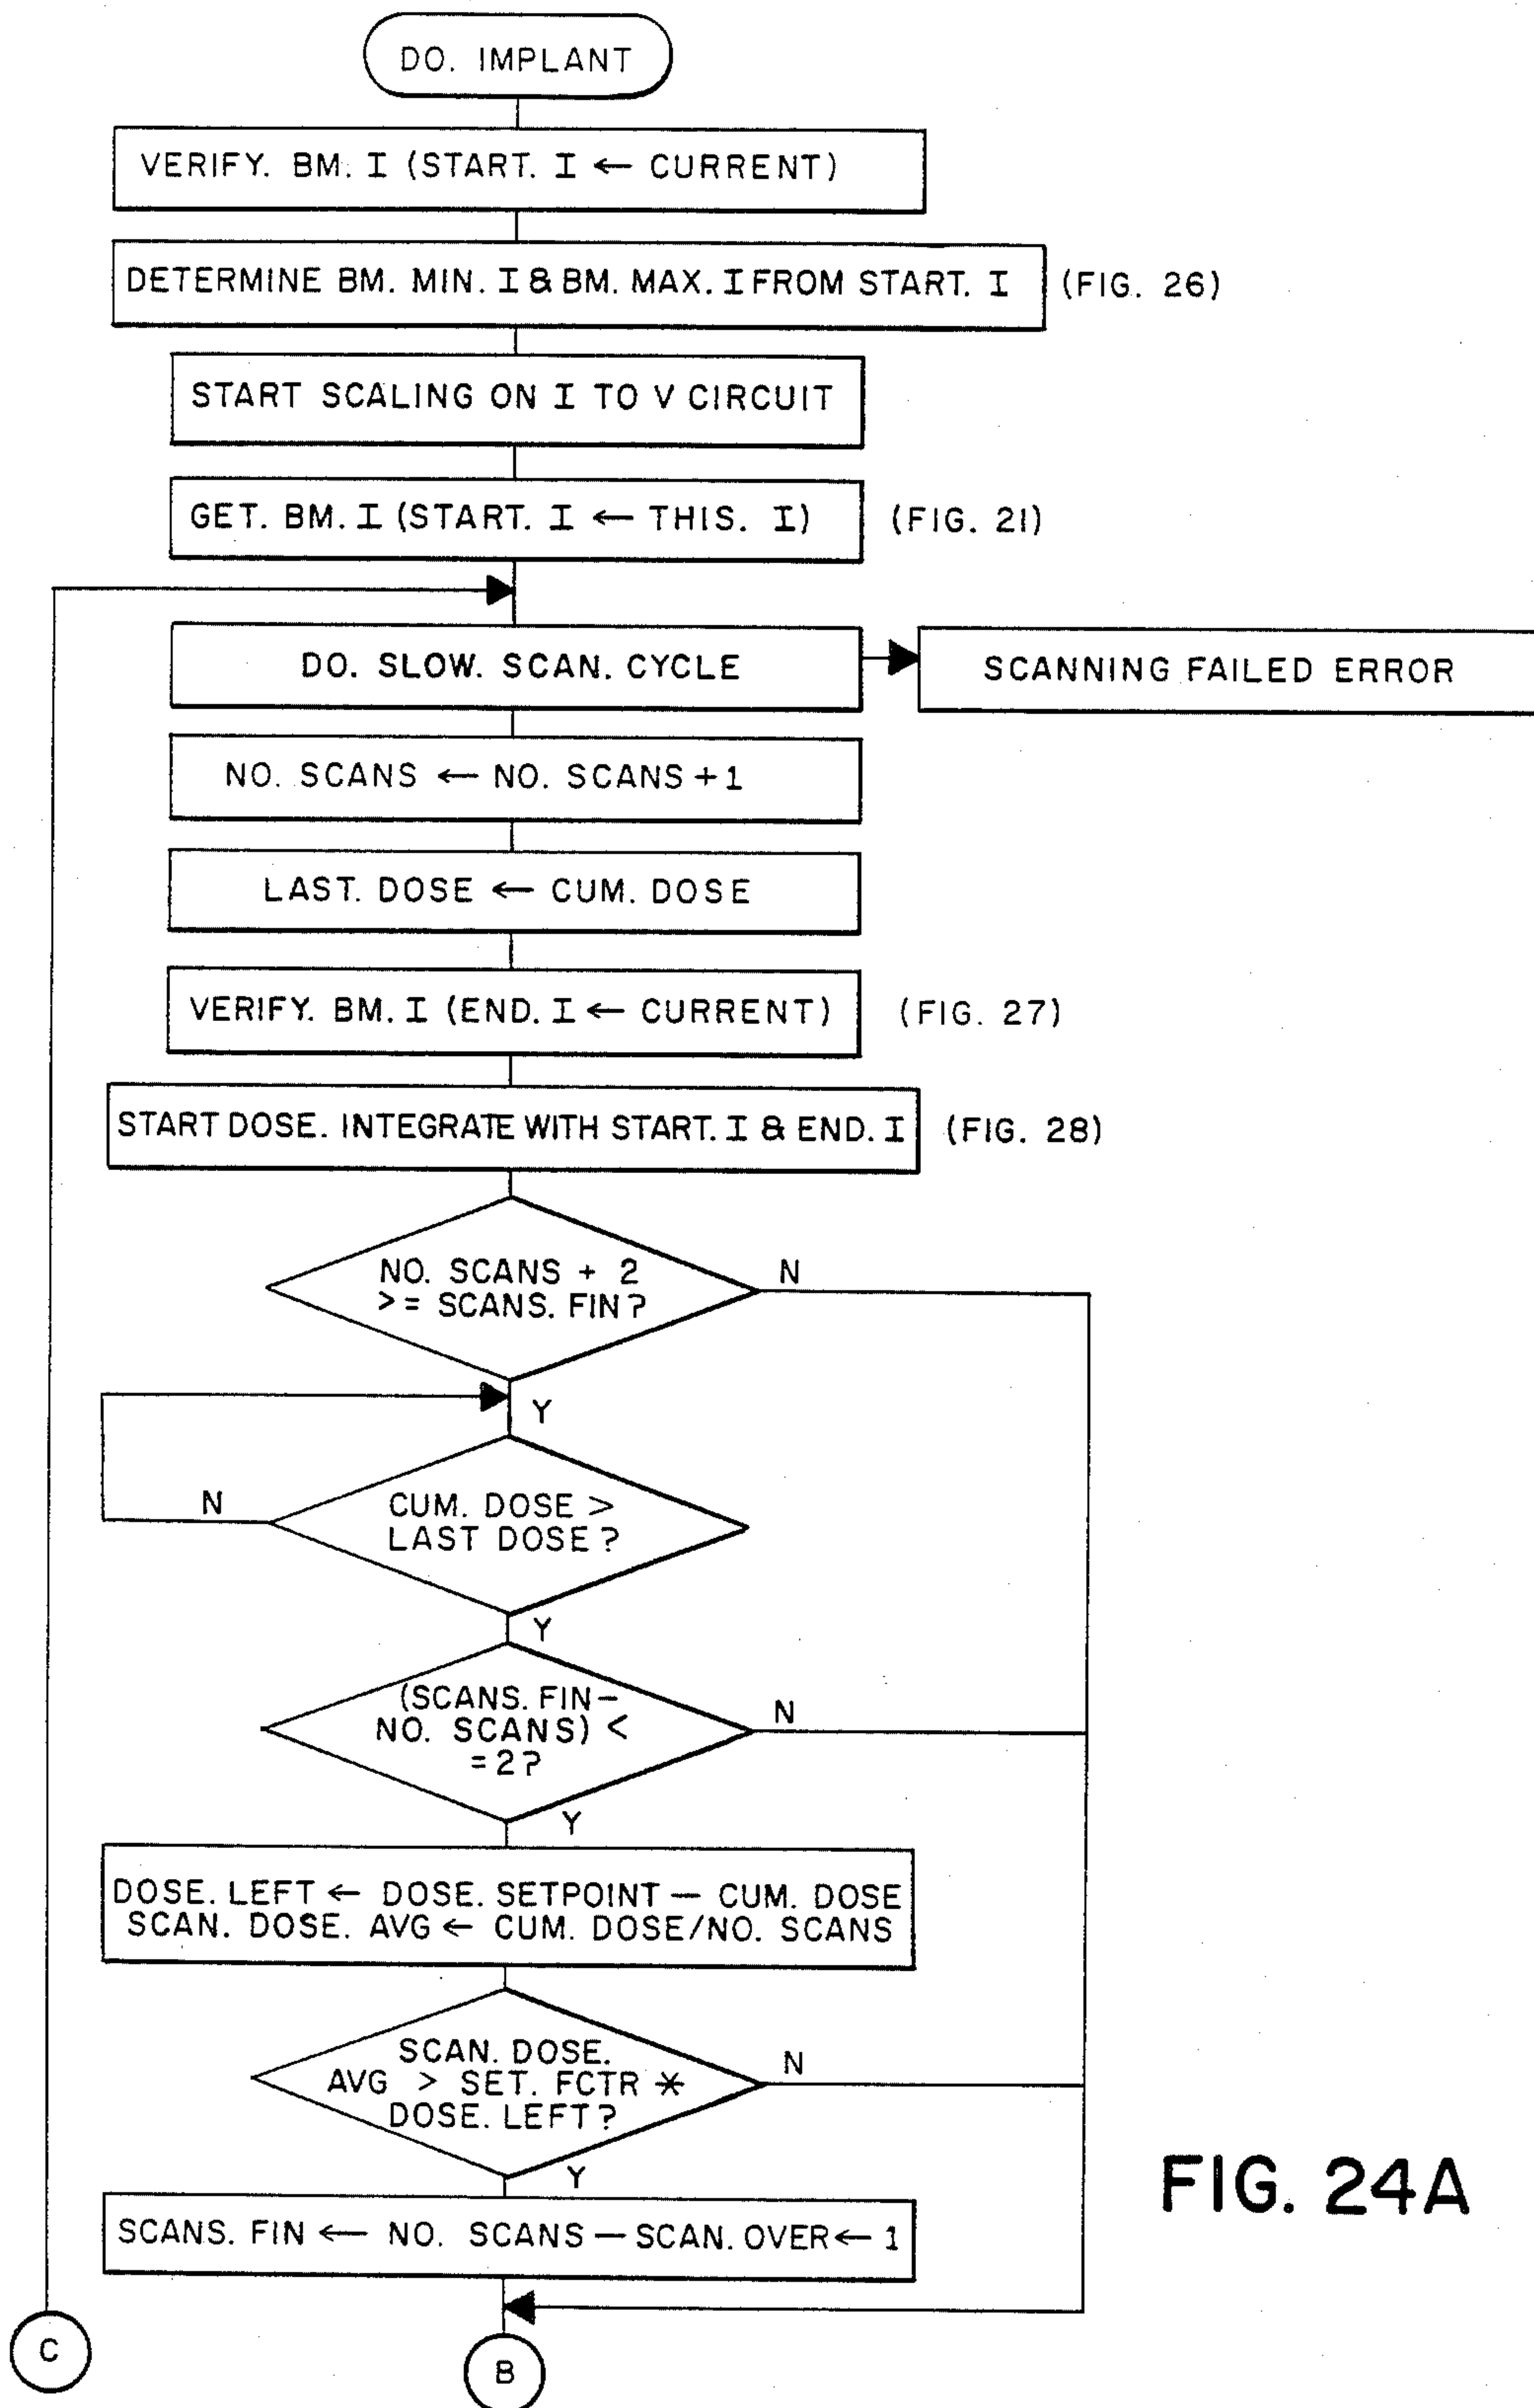 DO. IMPLANT
VERIFY. BM. I (START. I ← CURRENT)
DETERMINE BM. MIN. I & BM. MAX. I FROM START. I
(FIG. 26)
START SCALING ON I TO V CIRCUIT
GET. BM. I (START. I ← THIS. I)
(FIG. 21)
DO. SLOW. SCAN. CYCLE
SCANNING FAILED ERROR
NO. SCANS ← NO. SCANS +1
LAST. DOSE ← CUM. DOSE
VERIFY. BM. I (END. I ← CURRENT)
(FIG. 27)
START DOSE. INTEGRATE WITH START. I & END. I
(FIG. 28)
NO. SCANS + 2
>= SCANS. FIN?
N
Y
CUM. DOSE >
LAST DOSE?
N
Y
(SCANS. FIN–
NO. SCANS) <
=2?
N
Y
DOSE. LEFT ← DOSE. SETPOINT — CUM. DOSE
SCAN. DOSE. AVG ← CUM. DOSE/NO. SCANS
SCAN. DOSE.
AVG > SET. FCTR *
DOSE. LEFT?
N
Y
SCANS. FIN ← NO. SCANS — SCAN. OVER ← 1
C
B
FIG. 24A